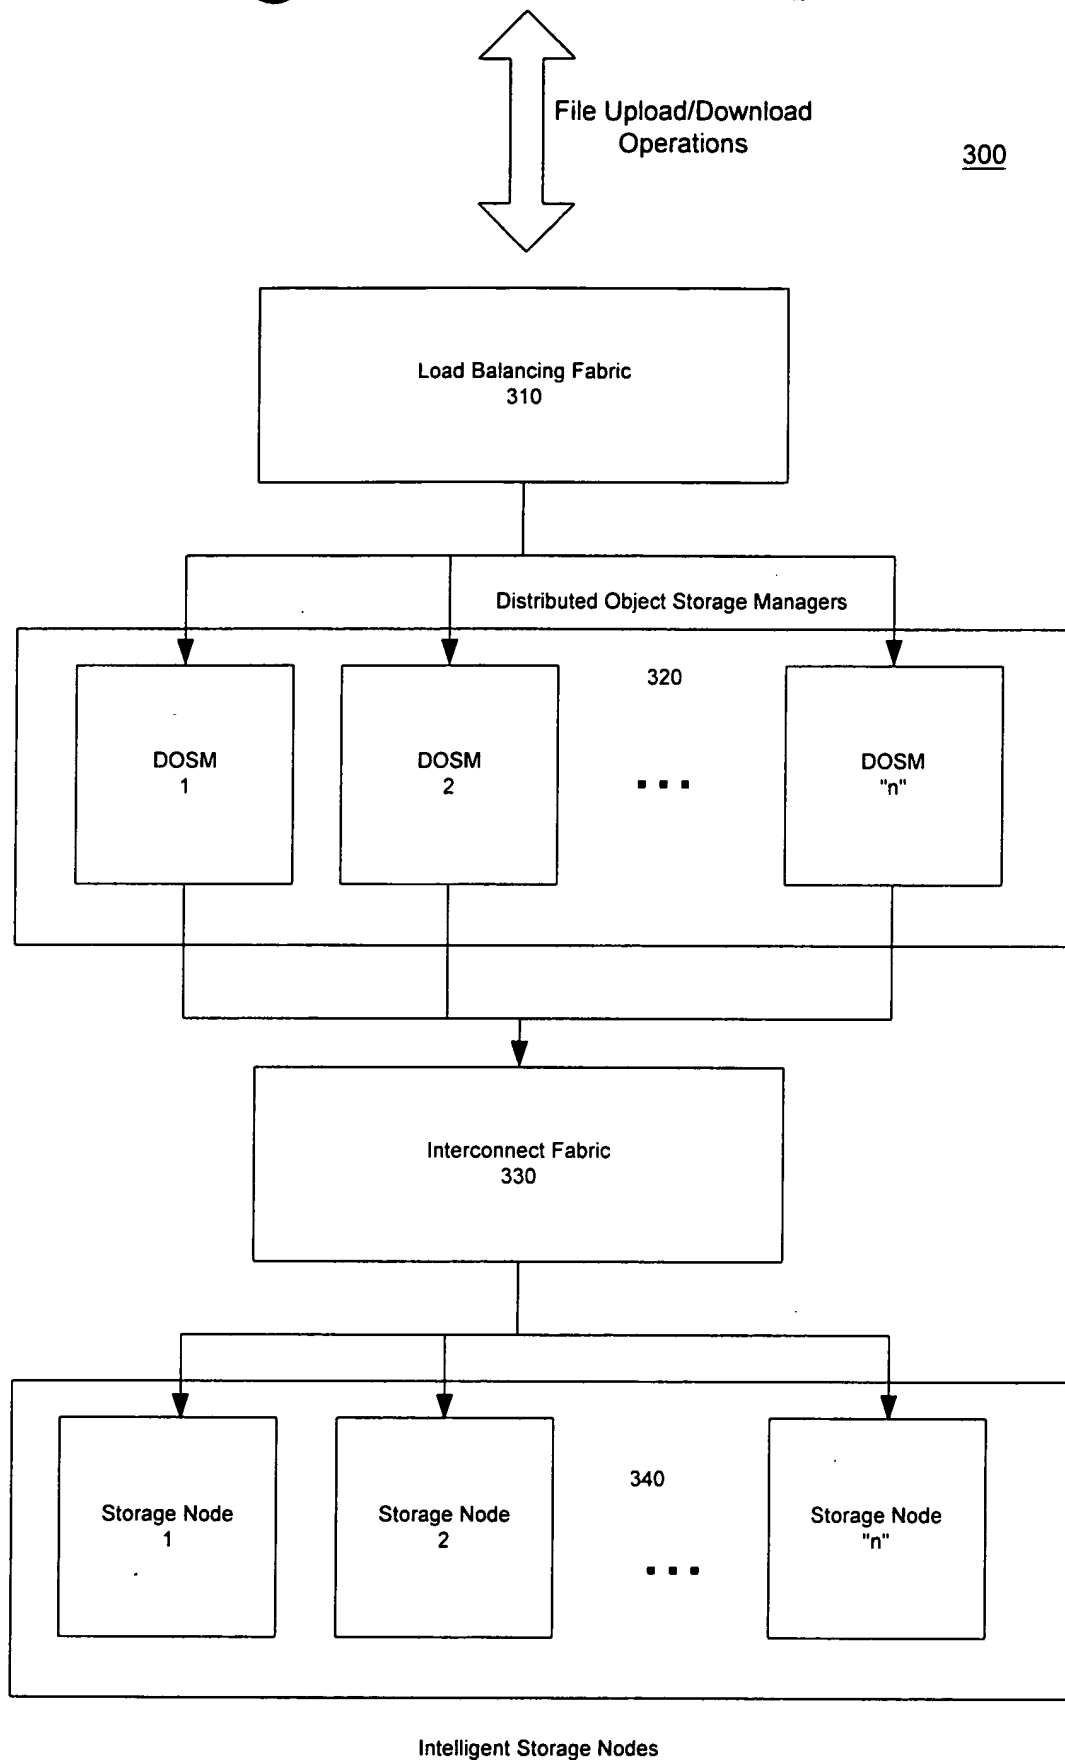 File Upload/Download
Operations
300
Load Balancing Fabric
310
Distributed Object Storage Managers
320
DOSM
1
DOSM
2
DOSM
"n"
Interconnect Fabric
330
340
Storage Node
1
Storage Node
2
Storage Node
"n"
Intelligent Storage Nodes